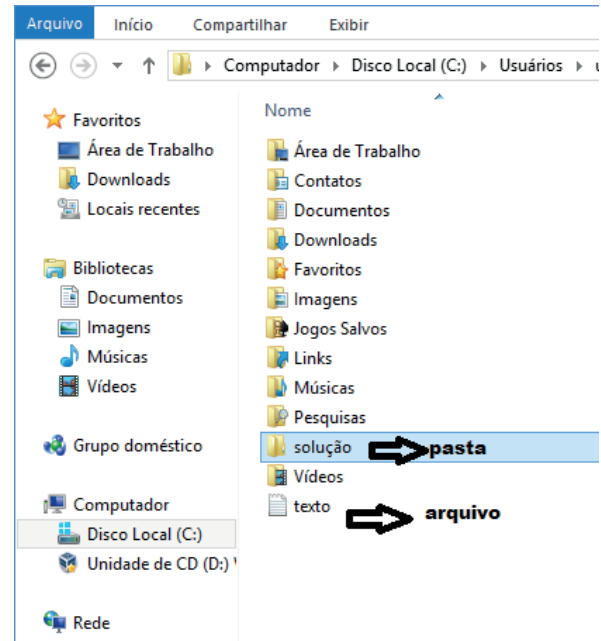 Arquivo Início Compartilhar Exibir
Computador Disco Local (C:) Usuários
Favoritos
Área de Trabalho
Downloads
Locais recentes
Bibliotecas
Documentos
Imagens
Músicas
Vídeos
Grupo doméstico
Computador
Disco Local (C:)
Unidade de CD (D:)
Rede
Nome
Área de Trabalho
Contatos
Documentos
Downloads
Favoritos
Imagens
Jogos Salvos
Links
Músicas
Pesquisas
solução pasta
Vídeos
texto arquivo